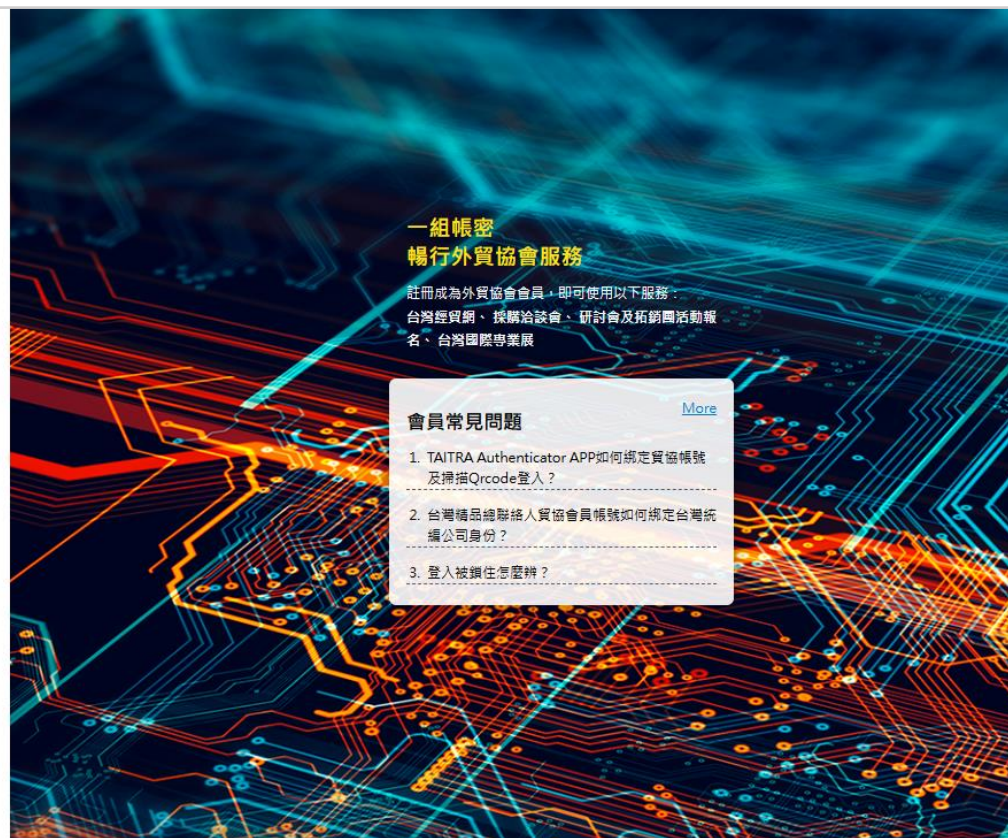 一組帳密
暢行外貿協會服務
註冊成為外貿協會會員，即可使用以下服務：
台灣經貿網、 採購洽談會、 研討會及拓銷團活動報
名、 台灣國際專業展
More
會員常見問題
1. TAITRA Authenticator APP如何綁定貿協帳號
及掃描Qrcode登入？
2. 台灣精品總聯絡人貿協會員帳號如何綁定台灣統
編公司身份？
3. 登入被鎖住怎麼辨？